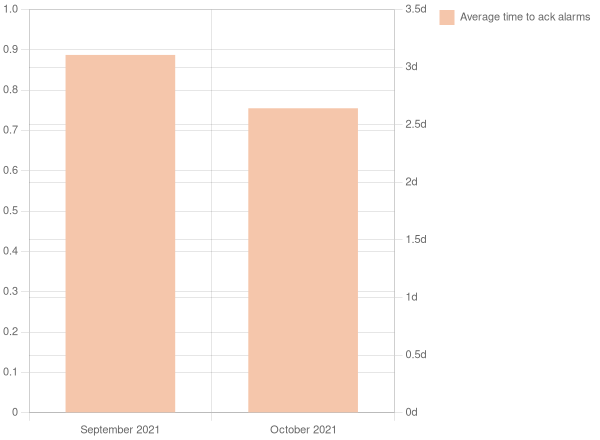 1.0
0.9
0.8
0.7
0.6
0.5
0.4
0.3
0.2
0.1
0
3.5d
3d
2.5d
2d
1.5d
1d
0.5d
0d
September 2021
October 2021
Average time to ack alarms